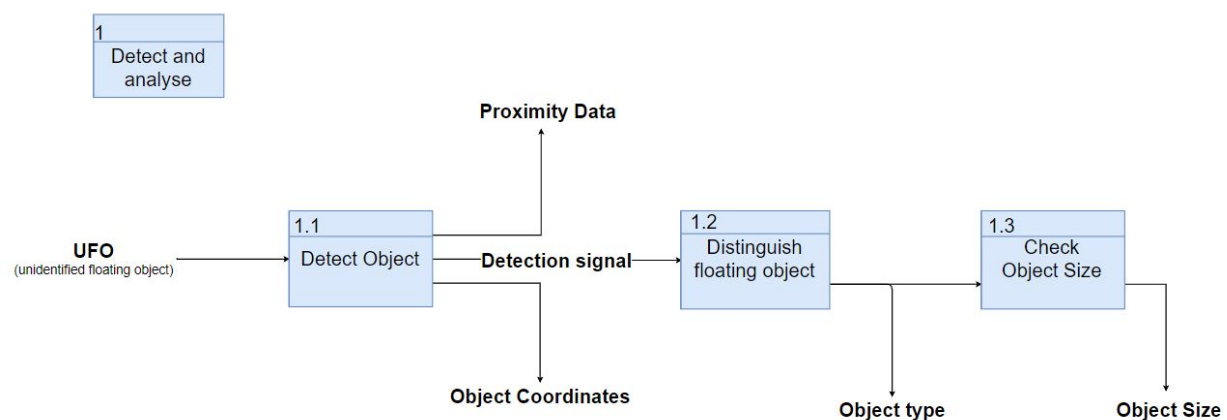 1
Detect and
analyse
Proximity Data
UFO
(unidentified floating object)
1.1
Detect Object
Detection signal
1.2
Distinguish
floating object
1.3
Check
Object Size
Object Coordinates
Object type
Object Size